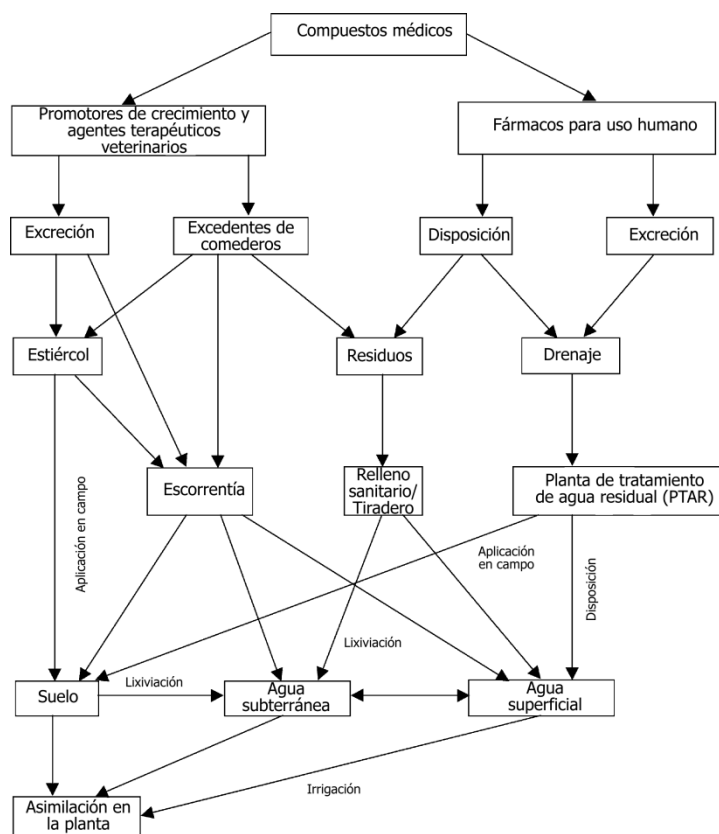 Compuestos médicos
Promotores de crecimiento y
agentes terapéuticos
veterinarios
Fármacos para uso humano
Excreción
Excedentes de
comederos
Disposición
Excreción
Estiércol
Residuos
Drenaje
Escorrentía
Relleno
sanitario/
Tiradero
Planta de tratamiento
de agua residual (PTAR)
Aplicación en campo
Aplicación
en campo
Disposición
Lixiviación
Lixiviación
Suelo
Agua
subterránea
Agua
superficial
Irrigación
Asimilación en
la planta